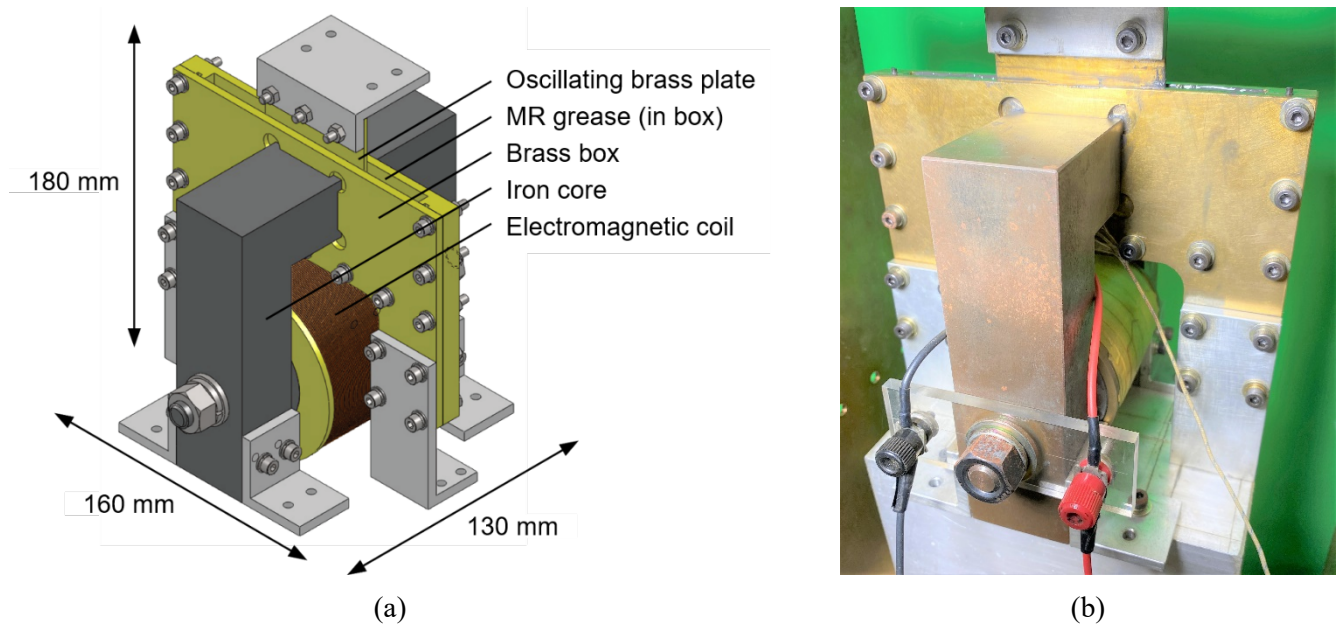 180 mm
Oscillating brass plate
MR grease (in box)
Brass box
Iron core
Electromagnetic coil
160 mm
130 mm
(a)
(b)